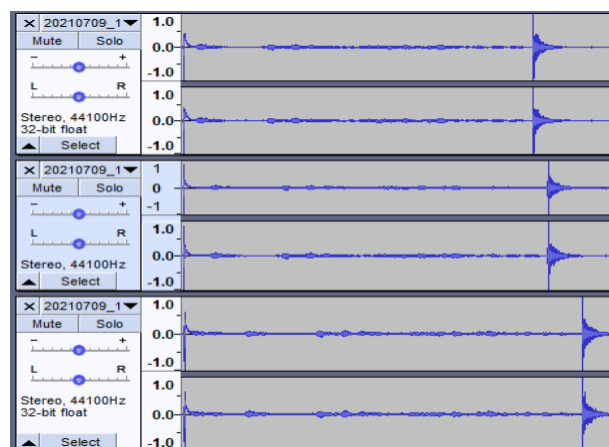 × 20210709_1▼ 1.0
Mute Solo
- + 0.0-
L R -1.0
1.0
Stereo, 44100Hz 0.0-
32-bit float
▲ Select -1.0
× 20210709_1▼ 1
Mute Solo 0
- + -1
L R 1.0
0.0-
Stereo, 44100Hz
▲ Select -1.0
× 20210709_1▼ 1.0
Mute Solo
- + 0.0-
L R -1.0
1.0
Stereo, 44100Hz
32-bit float 0.0-
▲ Select -1.0